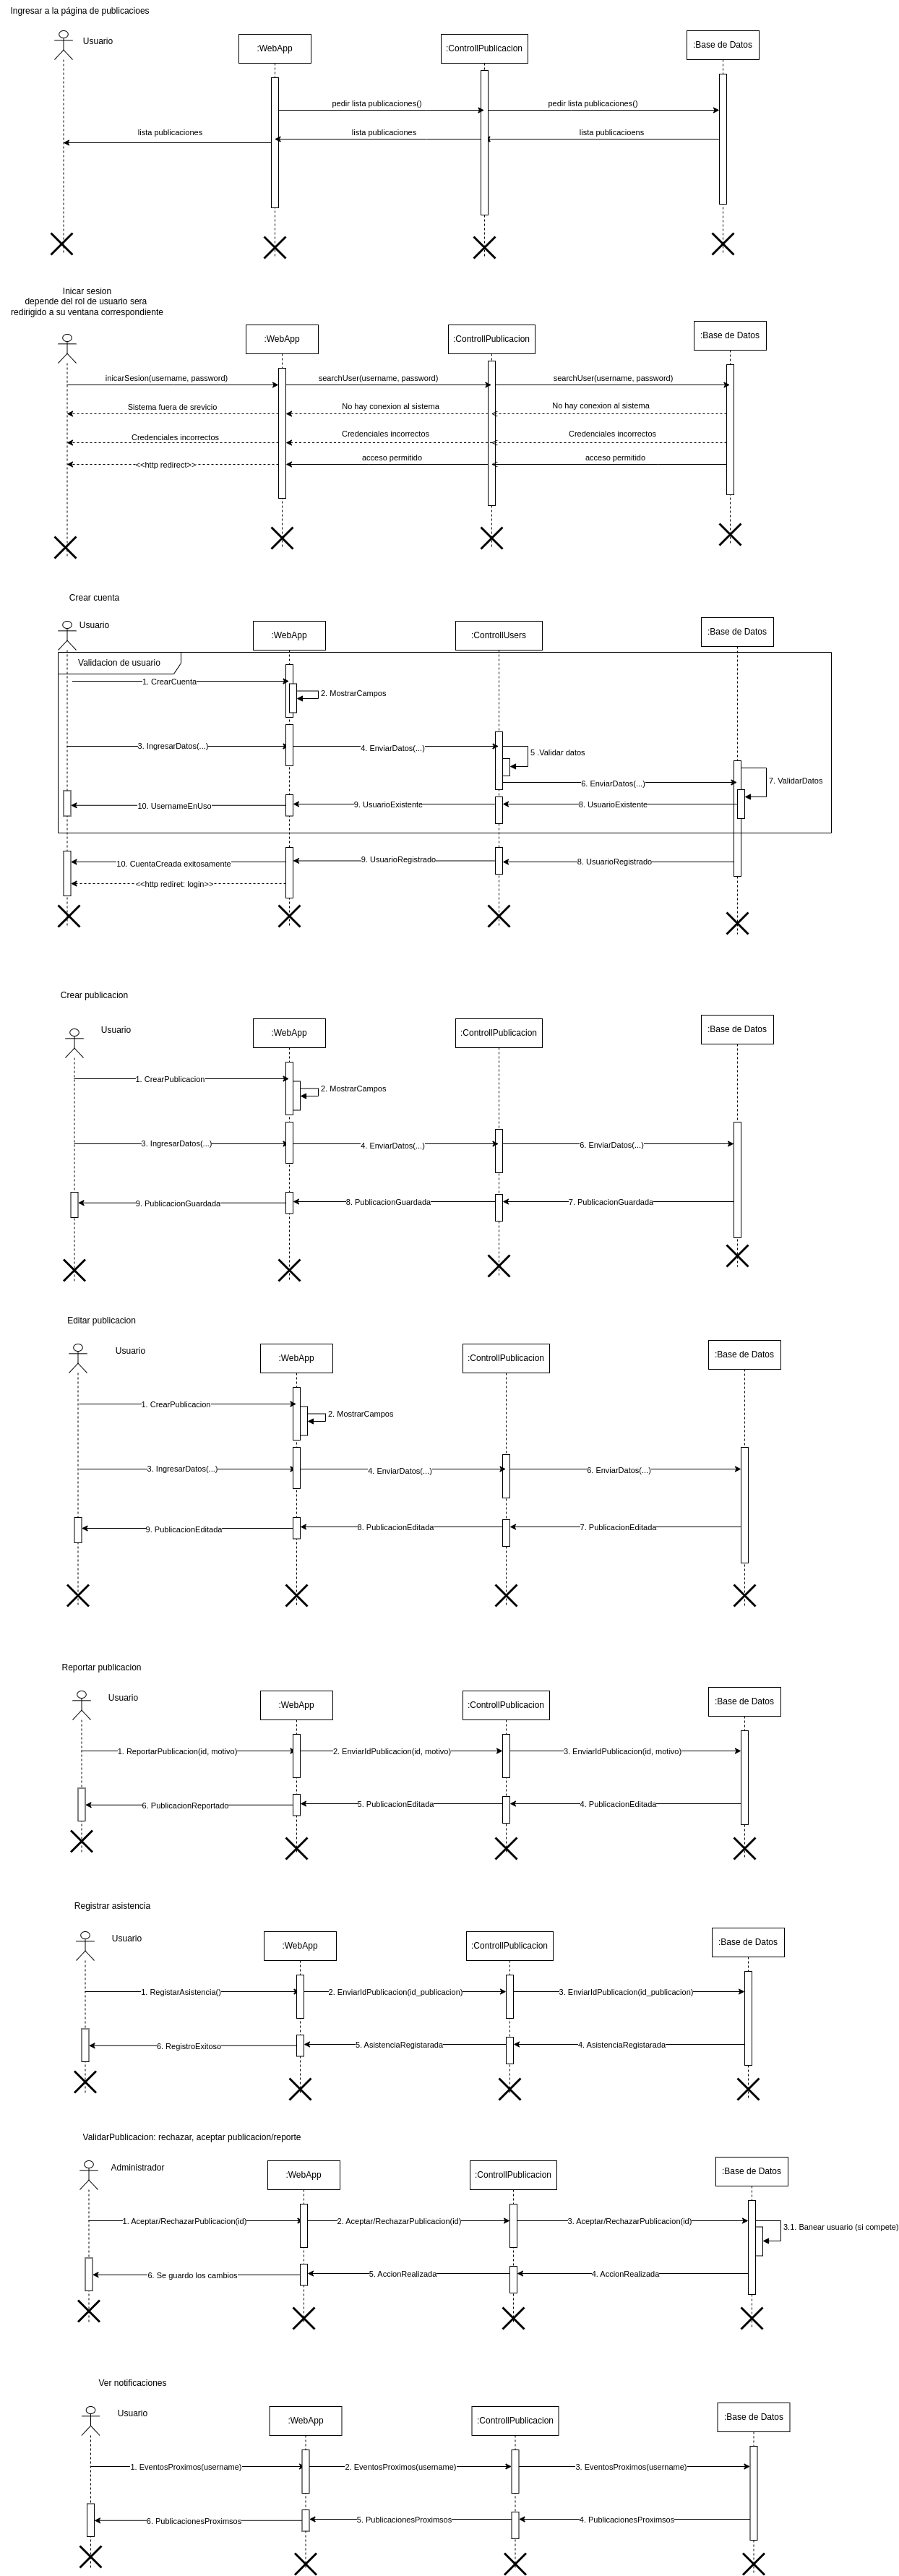 Ingresar a la página de publicacioes
Usuario
:WebApp
:ControllPublicacion
:Base de Datos
pedir lista publicaciones()
pedir lista publicaciones()
lista publicaciones
lista publicaciones
lista publicacioens
Inicar sesion
depende del rol de usuario sera
redirigido a su ventana correspondiente
:WebApp
:ControllPublicacion
:Base de Datos
inicarSesion(username, password)
searchUser(username, password)
searchUser(username, password)
Sistema fuera de srevicio
No hay conexion al sistema
No hay conexion al sistema
Credenciales incorrectos
Credenciales incorrectos
Credenciales incorrectos
<<http redirect>>
acceso permitido
acceso permitido
Crear cuenta
Usuario
:WebApp
:ControllUsers
:Base de Datos
Validacion de usuario
1. CrearCuenta
2. MostrarCampos
3. IngresarDatos(...)
4. EnviarDatos(...)
5 .Validar datos
6. EnviarDatos(...)
7. ValidarDatos
10. UsernameEnUso
9. UsuarioExistente
8. UsuarioExistente
10. CuentaCreada exitosamente
9. UsuarioRegistrado
8. UsuarioRegistrado
<<http rediret: login>>
Crear publicacion
Usuario
:WebApp
:ControllPublicacion
:Base de Datos
1. CrearPublicacion
2. MostrarCampos
3. IngresarDatos(...)
4. EnviarDatos(...)
6. EnviarDatos(...)
9. PublicacionGuardada
8. PublicacionGuardada
7. PublicacionGuardada
Editar publicacion
Usuario
:WebApp
:ControllPublicacion
:Base de Datos
1. CrearPublicacion
2. MostrarCampos
3. IngresarDatos(...)
4. EnviarDatos(...)
6. EnviarDatos(...)
9. PublicacionEditada
8. PublicacionEditada
7. PublicacionEditada
Reportar publicacion
Usuario
:WebApp
:ControllPublicacion
:Base de Datos
1. ReportarPublicacion(id, motivo)
2. EnviarIdPublicacion(id, motivo)
3. EnviarIdPublicacion(id, motivo)
6. PublicacionReportado
5. PublicacionEditada
4. PublicacionEditada
Registrar asistencia
Usuario
:WebApp
:ControllPublicacion
:Base de Datos
1. RegistarAsistencia()
2. EnviarIdPublicacion(id_publicacion)
3. EnviarIdPublicacion(id_publicacion)
6. RegistroExitoso
5. AsistenciaRegistarada
4. AsistenciaRegistarada
ValidarPublicacion: rechazar, aceptar publicacion/reporte
Administrador
:WebApp
:ControllPublicacion
:Base de Datos
1. Aceptar/RechazarPublicacion(id)
2. Aceptar/RechazarPublicacion(id)
3. Aceptar/RechazarPublicacion(id)
3.1. Banear usuario (si compete)
6. Se guardo los cambios
5. AccionRealizada
4. AccionRealizada
Ver notificaciones
Usuario
:WebApp
:ControllPublicacion
:Base de Datos
1. EventosProximos(username)
2. EventosProximos(username)
3. EventosProximos(username)
6. PublicacionesProximsos
5. PublicacionesProximsos
4. PublicacionesProximsos